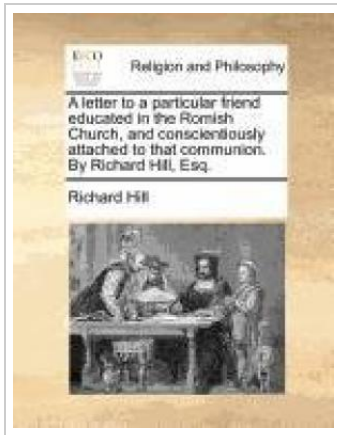 ECCO
Religion and Philosophy
A letter to a particular friend
educated in the Romish
Church, and conscientiously
attached to that communion.
By Richard Hill, Esq.
Richard Hill